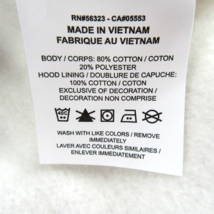 RN#56323 - CA#05553
MADE IN VIETNAM
FABRIQUE AU VIETNAM
BODY / CORPS: 80% COTTON / COTON
20% POLYESTER
HOOD LINING / DOUBLURE DE CAPUCHE:
100% COTTON / COTON
EXCLUSIVE OF DECORATION /
DECORATION NON COMPRISE
WASH WITH LIKE COLORS / REMOVE
IMMEDIATELY
LAVER AVEC COULEURS SIMILAIRES /
ENLEVER IMMEDIATEMENT